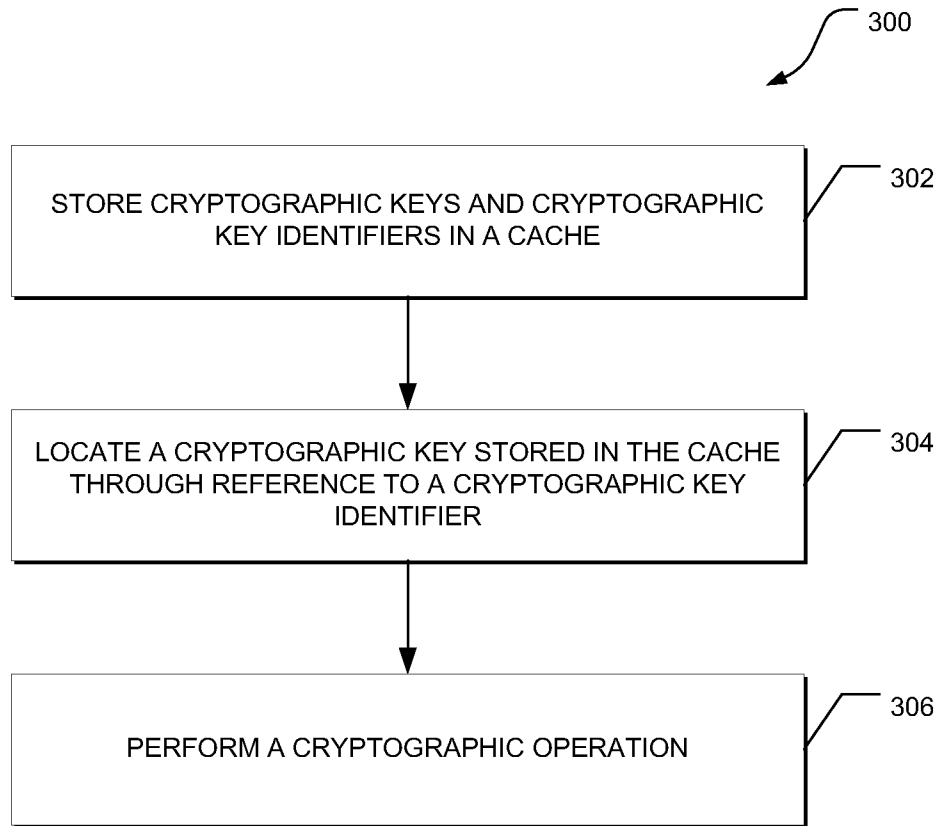 300
STORE CRYPTOGRAPHIC KEYS AND CRYPTOGRAPHIC
KEY IDENTIFIERS IN A CACHE
302
LOCATE A CRYPTOGRAPHIC KEY STORED IN THE CACHE
THROUGH REFERENCE TO A CRYPTOGRAPHIC KEY
IDENTIFIER
304
PERFORM A CRYPTOGRAPHIC OPERATION
306